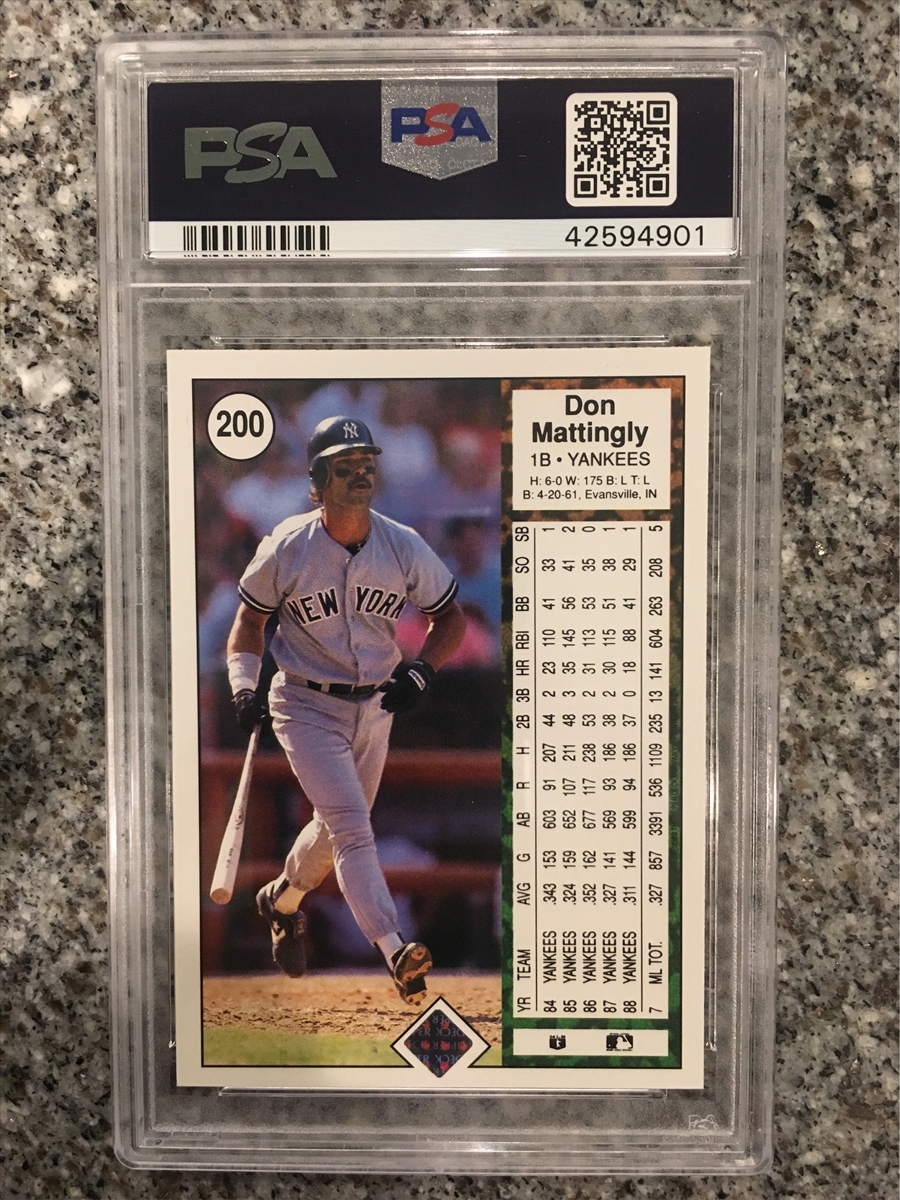 PSA
PSA
42594901
200
NY
NEW YORK
Don
Mattingly
1B • YANKEES
H: 6-0 W: 175 B: L T: L
B: 4-20-61, Evansville, IN
YR TEAM AVG G AB R H 2B 3B HR RBI BB SO SB
84 YANKEES .343 153 603 91 207 44 2 23 110 41 33 1
85 YANKEES .324 159 652 107 211 48 3 35 145 56 41 2
86 YANKEES .352 162 677 117 238 53 2 31 113 53 35 0
87 YANKEES .327 141 569 93 186 38 2 30 115 51 38 1
88 YANKEES .311 144 599 94 186 37 0 18 88 41 29 1
7 ML TOT. .327 857 3391 536 1109 235 13 141 604 263 208 5